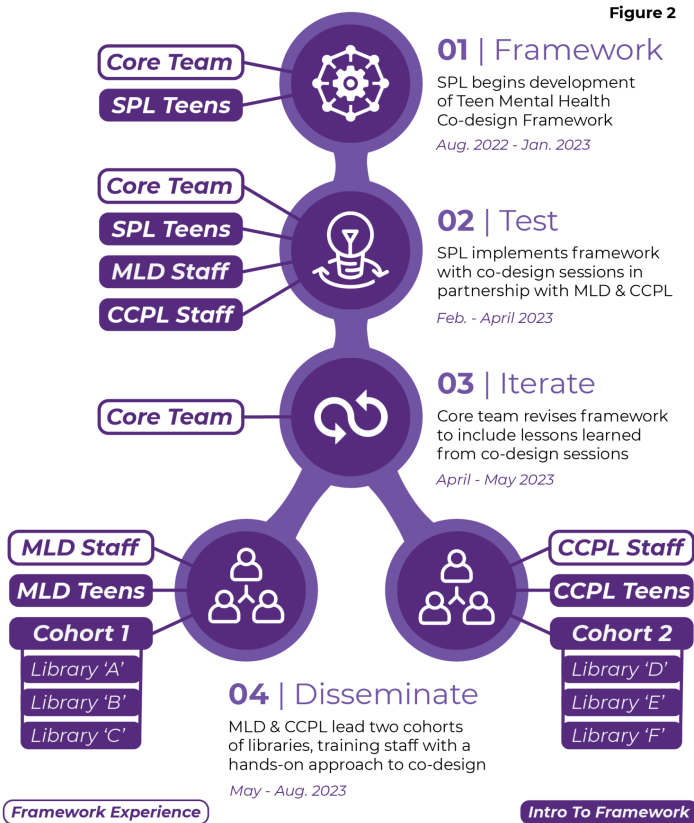 Figure 2
Core Team
SPL Teens
01 | Framework
SPL begins development
of Teen Mental Health
Co-design Framework
Aug. 2022 - Jan. 2023
Core Team
SPL Teens
MLD Staff
CCPL Staff
02 | Test
SPL implements framework
with co-design sessions in
partnership with MLD & CCPL
Feb. - April 2023
Core Team
03 | Iterate
Core team revises framework
to include lessons learned
from co-design sessions
April - May 2023
MLD Staff
MLD Teens
Cohort 1
Library ‘A’
Library ‘B’
Library ‘C’
CCPL Staff
CCPL Teens
Cohort 2
Library ‘D’
Library ‘E’
Library ‘F’
04 | Disseminate
MLD & CCPL lead two cohorts
of libraries, training staff with a
hands-on approach to co-design
May - Aug. 2023
Framework Experience
Intro To Framework